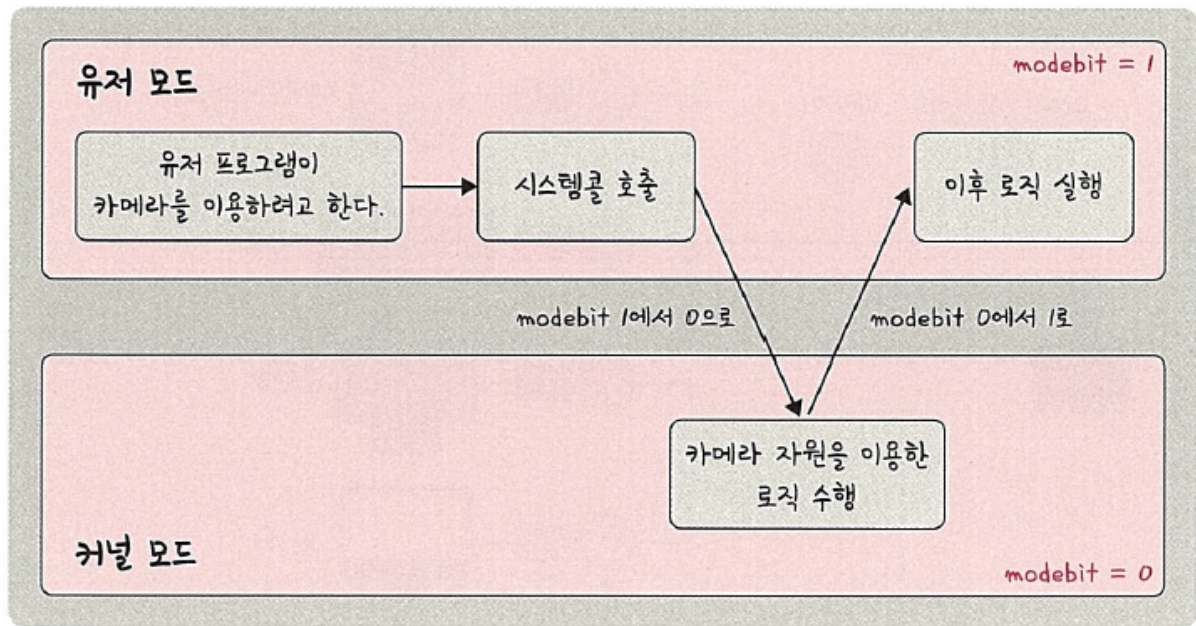 유저 모드
modebit = 1
유저 프로그램이
카메라를 이용하려고 한다.
시스템콜 호출
이후 로직 실행
modebit 1에서 0으로
modebit 0에서 1로
카메라 자원을 이용한
로직 수행
커널 모드
modebit = 0